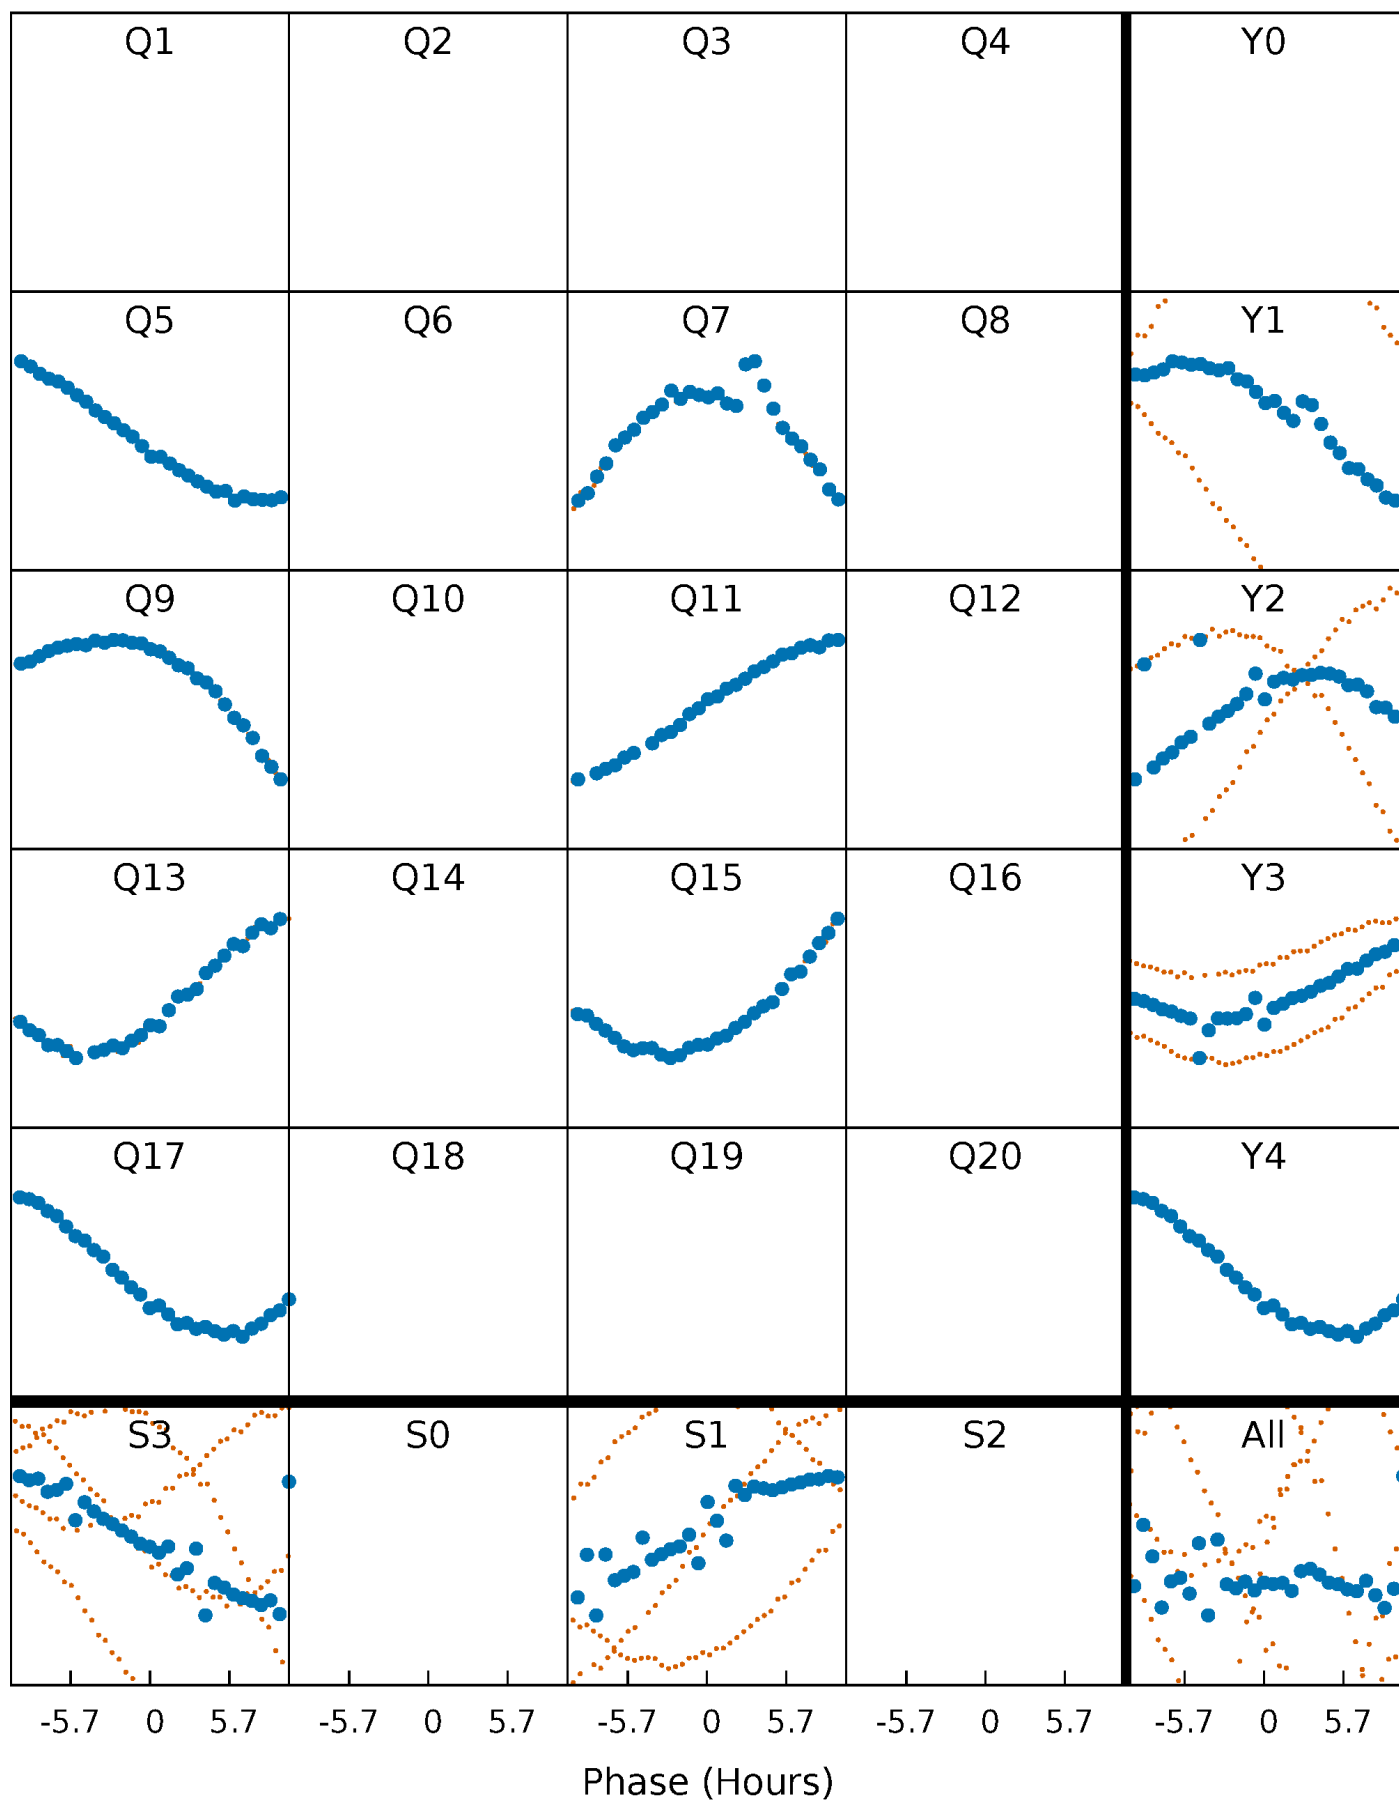 Q1 Q2 Q3 Q4 Y0
Q5 Q6 Q7 Q8 Y1
Q9 Q10 Q11 Q12 Y2
Q13 Q14 Q15 Q16 Y3
Q17 Q18 Q19 Q20 Y4
S3 S0 S1 S2 All
-5.7 0 5.7 -5.7 0 5.7 -5.7 0 5.7 -5.7 0 5.7 -5.7 0 5.7
Phase (Hours)